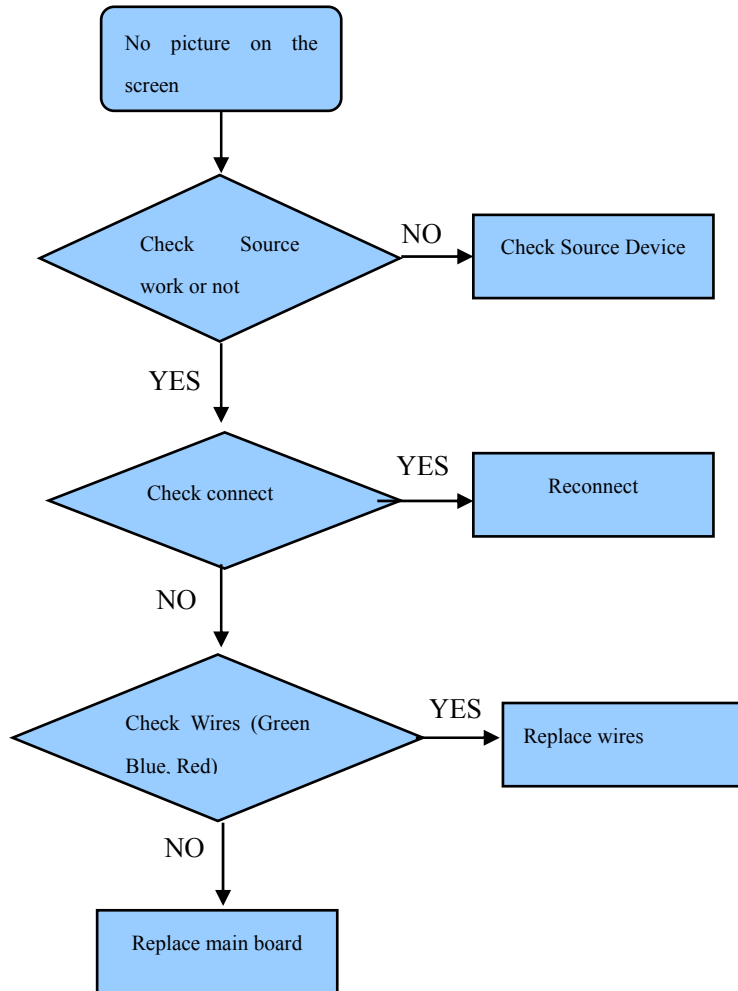 No picture on the
screen
Check Source
work or not
NO
Check Source Device
YES
Check connect
YES
Reconnect
NO
Check Wires (Green
Blue, Red)
YES
Replace wires
NO
Replace main board